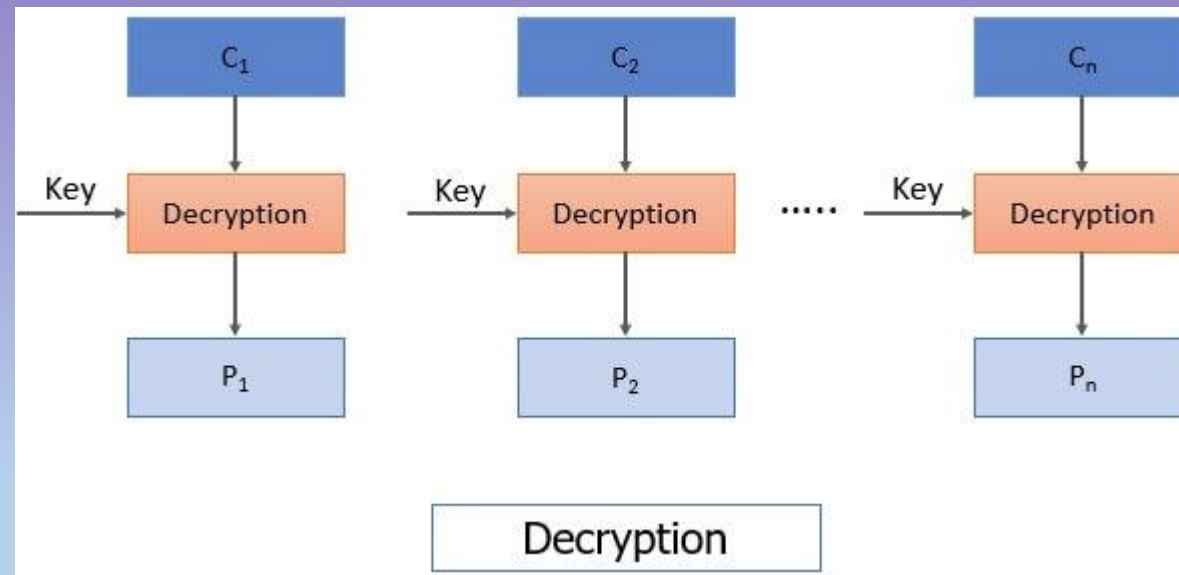 C₁ C₂ Cₙ
Key Decryption Key Decryption ..... Key Decryption
P₁ P₂ Pₙ
Decryption